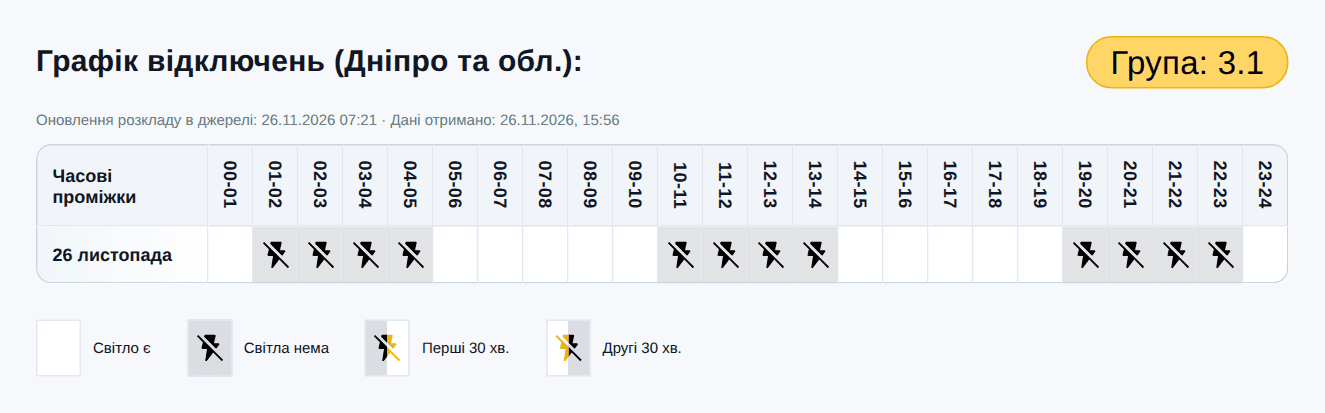 Графік відключень (Дніпро та обл.):
Група: 3.1
Оновлення розкладу в джерелі: 26.11.2026 07:21 · Дані отримано: 26.11.2026, 15:56
Часові
проміжки
00-01
01-02
02-03
03-04
04-05
05-06
06-07
07-08
08-09
09-10
10-11
11-12
12-13
13-14
14-15
15-16
16-17
17-18
18-19
19-20
20-21
21-22
22-23
23-24
26 листопада
Світло є
Світла нема
Перші 30 хв.
Другі 30 хв.